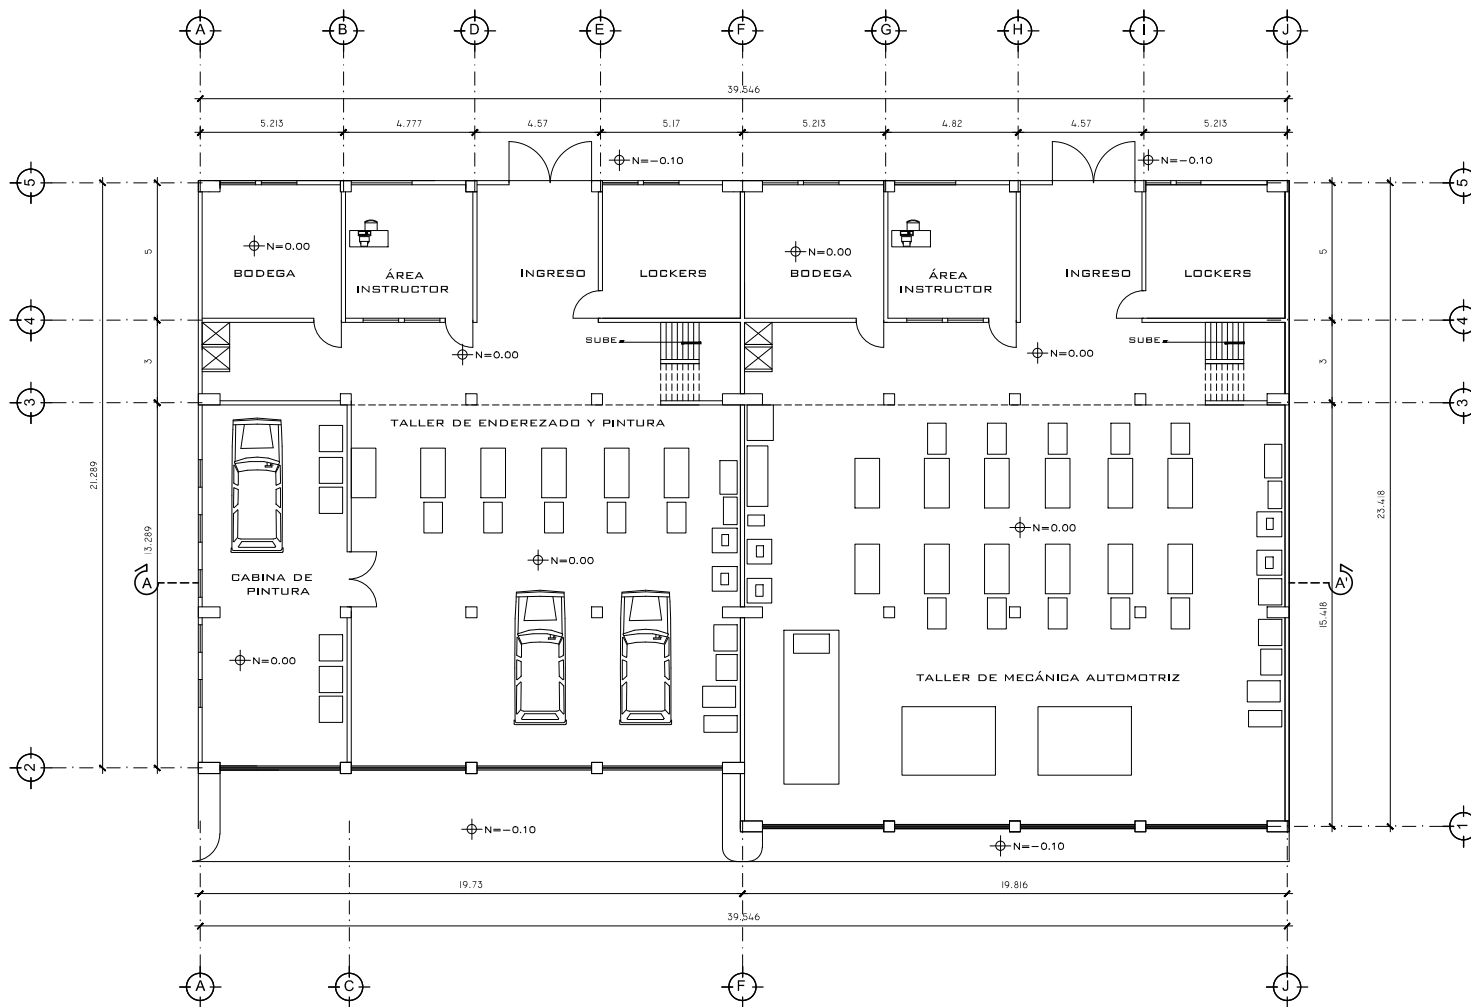 A B D E F G H I J
39.546
5.213 4.777 4.57 5.17 5.213 4.82 4.57 5.213
N=-0.10 N=-0.10
5 5
N=0.00 N=0.00
BODEGA ÁREA INSTRUCTOR INGRESO LOCKERS BODEGA ÁREA INSTRUCTOR INGRESO LOCKERS
5 5
4 4
SUBE SUBE
N=0.00 N=0.00
3 3
3 3
TALLER DE ENDEREZADO Y PINTURA
21.289 23.418
N=0.00
13.289
N=0.00
CABINA DE
PINTURA
A A'
15.418
N=0.00
TALLER DE MECÁNICA AUTOMOTRIZ
2
N=-0.10
1
N=-0.10
19.73 19.816
39.546
A C F J